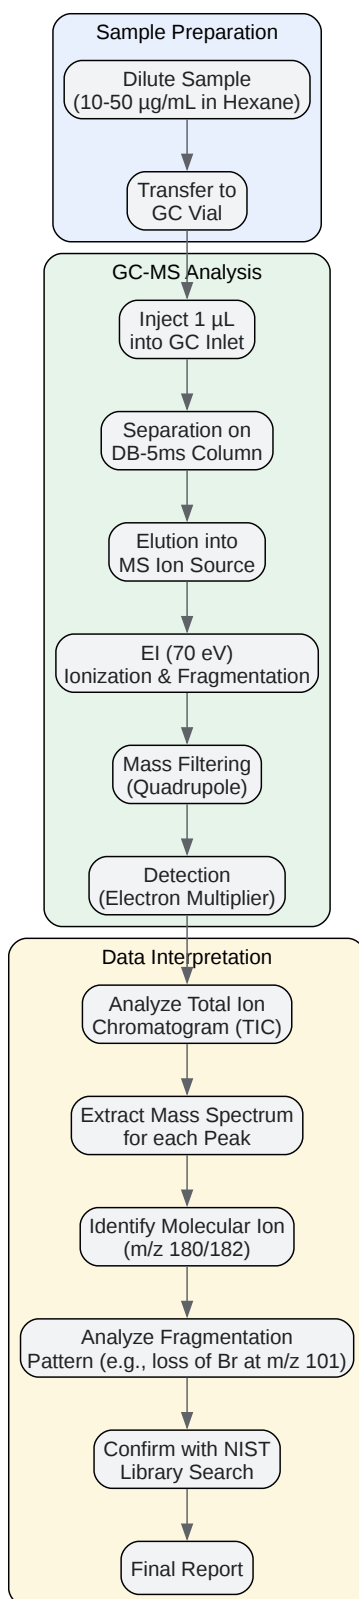 Sample Preparation
Dilute Sample
(10-50 µg/mL in Hexane)
Transfer to
GC Vial
GC-MS Analysis
Inject 1 µL
into GC Inlet
Separation on
DB-5ms Column
Elution into
MS Ion Source
EI (70 eV)
Ionization & Fragmentation
Mass Filtering
(Quadrupole)
Detection
(Electron Multiplier)
Data Interpretation
Analyze Total Ion
Chromatogram (TIC)
Extract Mass Spectrum
for each Peak
Identify Molecular Ion
(m/z 180/182)
Analyze Fragmentation
Pattern (e.g., loss of Br at m/z 101)
Confirm with NIST
Library Search
Final Report